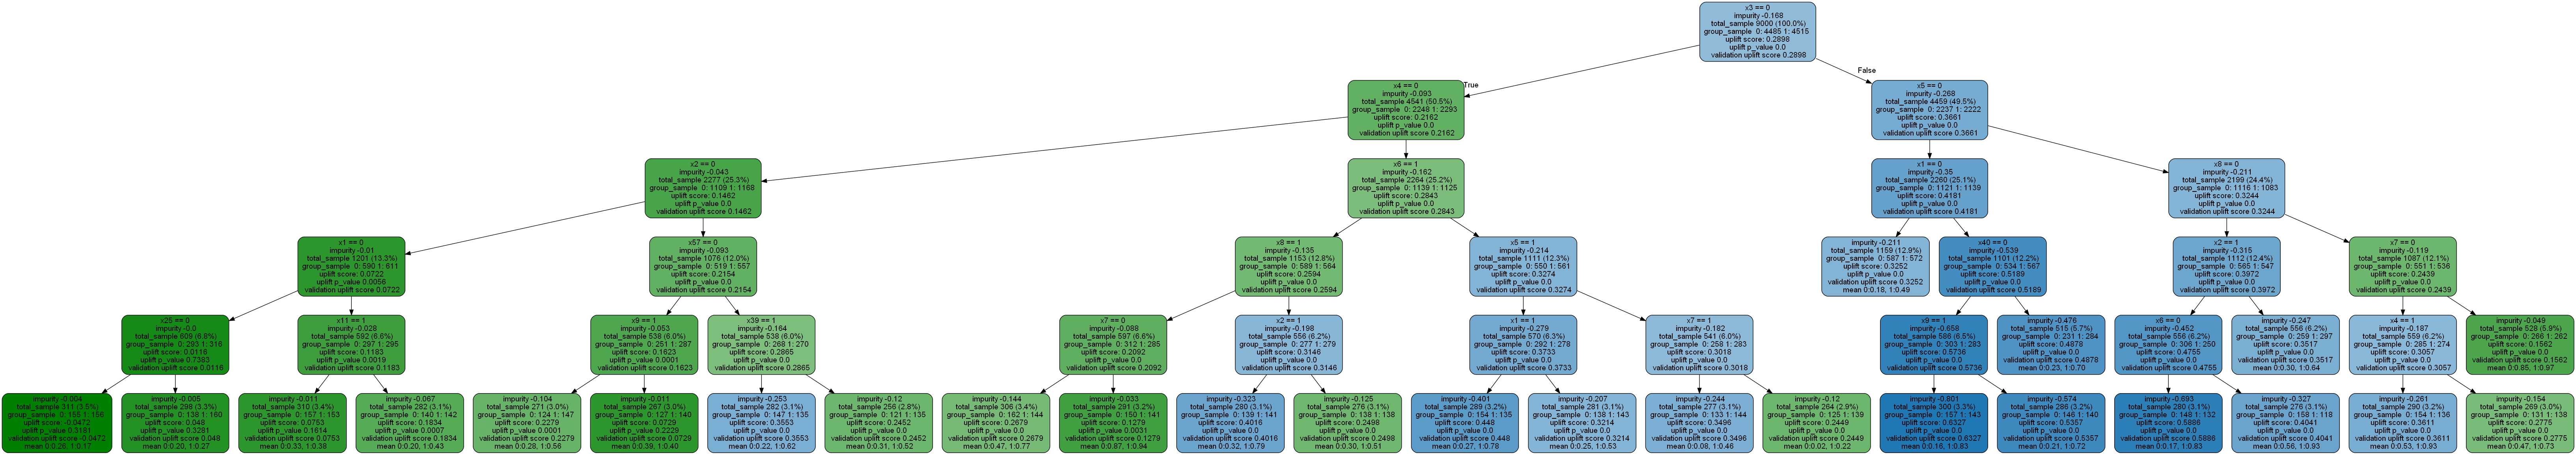 x3 == 0
impurity -0.168
total_sample 9000 (100.0%)
group_sample 0: 4485 1: 4515
uplift score: 0.2898
uplift p_value 0.0
validation uplift score 0.2898
True
False
x4 == 0
impurity -0.093
total_sample 4541 (50.5%)
group_sample 0: 2248 1: 2293
uplift score: 0.2162
uplift p_value 0.0
validation uplift score 0.2162
x5 == 0
impurity -0.268
total_sample 4459 (49.5%)
group_sample 0: 2237 1: 2222
uplift score: 0.3661
uplift p_value 0.0
validation uplift score 0.3661
x2 == 0
impurity -0.043
total_sample 2277 (25.3%)
group_sample 0: 1109 1: 1168
uplift score: 0.1462
uplift p_value 0.0
validation uplift score 0.1462
x6 == 1
impurity -0.162
total_sample 2264 (25.2%)
group_sample 0: 1139 1: 1125
uplift score: 0.2843
uplift p_value 0.0
validation uplift score 0.2843
x1 == 0
impurity -0.35
total_sample 2260 (25.1%)
group_sample 0: 1121 1: 1139
uplift score: 0.4181
uplift p_value 0.0
validation uplift score 0.4181
x8 == 0
impurity -0.211
total_sample 2199 (24.4%)
group_sample 0: 1116 1: 1083
uplift score: 0.3244
uplift p_value 0.0
validation uplift score 0.3244
x1 == 0
impurity -0.01
total_sample 1201 (13.3%)
group_sample 0: 590 1: 611
uplift score: 0.0722
uplift p_value 0.0056
validation uplift score 0.0722
x57 == 0
impurity -0.093
total_sample 1076 (12.0%)
group_sample 0: 519 1: 557
uplift score: 0.2154
uplift p_value 0.0
validation uplift score 0.2154
x8 == 1
impurity -0.135
total_sample 1153 (12.8%)
group_sample 0: 589 1: 564
uplift score: 0.2594
uplift p_value 0.0
validation uplift score 0.2594
x5 == 1
impurity -0.214
total_sample 1111 (12.3%)
group_sample 0: 550 1: 561
uplift score: 0.3274
uplift p_value 0.0
validation uplift score 0.3274
impurity -0.211
total_sample 1159 (12.9%)
group_sample 0: 587 1: 572
uplift score: 0.3252
uplift p_value 0.0
validation uplift score 0.3252
mean 0:0.18, 1:0.49
x40 == 0
impurity -0.539
total_sample 1101 (12.2%)
group_sample 0: 534 1: 567
uplift score: 0.5189
uplift p_value 0.0
validation uplift score 0.5189
x2 == 1
impurity -0.315
total_sample 1112 (12.4%)
group_sample 0: 565 1: 547
uplift score: 0.3972
uplift p_value 0.0
validation uplift score 0.3972
x7 == 0
impurity -0.119
total_sample 1087 (12.1%)
group_sample 0: 551 1: 536
uplift score: 0.2439
uplift p_value 0.0
validation uplift score 0.2439
x25 == 0
impurity -0.0
total_sample 609 (6.8%)
group_sample 0: 293 1: 316
uplift score: 0.0116
uplift p_value 0.7383
validation uplift score 0.0116
x11 == 1
impurity -0.028
total_sample 592 (6.6%)
group_sample 0: 297 1: 295
uplift score: 0.1183
uplift p_value 0.0019
validation uplift score 0.1183
x9 == 1
impurity -0.053
total_sample 538 (6.0%)
group_sample 0: 251 1: 287
uplift score: 0.1623
uplift p_value 0.0001
validation uplift score 0.1623
x39 == 1
impurity -0.164
total_sample 538 (6.0%)
group_sample 0: 268 1: 270
uplift score: 0.2865
uplift p_value 0.0
validation uplift score 0.2865
x7 == 0
impurity -0.088
total_sample 597 (6.6%)
group_sample 0: 312 1: 285
uplift score: 0.2092
uplift p_value 0.0
validation uplift score 0.2092
x2 == 1
impurity -0.198
total_sample 556 (6.2%)
group_sample 0: 277 1: 279
uplift score: 0.3146
uplift p_value 0.0
validation uplift score 0.3146
x1 == 1
impurity -0.279
total_sample 570 (6.3%)
group_sample 0: 292 1: 278
uplift score: 0.3733
uplift p_value 0.0
validation uplift score 0.3733
x7 == 1
impurity -0.182
total_sample 541 (6.0%)
group_sample 0: 258 1: 283
uplift score: 0.3018
uplift p_value 0.0
validation uplift score 0.3018
x9 == 1
impurity -0.658
total_sample 586 (6.5%)
group_sample 0: 303 1: 283
uplift score: 0.5736
uplift p_value 0.0
validation uplift score 0.5736
impurity -0.476
total_sample 515 (5.7%)
group_sample 0: 231 1: 284
uplift score: 0.4878
uplift p_value 0.0
validation uplift score 0.4878
mean 0:0.23, 1:0.70
x6 == 0
impurity -0.452
total_sample 556 (6.2%)
group_sample 0: 306 1: 250
uplift score: 0.4755
uplift p_value 0.0
validation uplift score 0.4755
impurity -0.247
total_sample 556 (6.2%)
group_sample 0: 259 1: 297
uplift score: 0.3517
uplift p_value 0.0
validation uplift score 0.3517
mean 0:0.30, 1:0.64
x4 == 1
impurity -0.187
total_sample 559 (6.2%)
group_sample 0: 285 1: 274
uplift score: 0.3057
uplift p_value 0.0
validation uplift score 0.3057
impurity -0.049
total_sample 528 (5.9%)
group_sample 0: 266 1: 262
uplift score: 0.1562
uplift p_value 0.0
validation uplift score 0.1562
mean 0:0.85, 1:0.97
impurity -0.004
total_sample 311 (3.5%)
group_sample 0: 155 1: 156
uplift score: -0.0472
uplift p_value 0.3181
validation uplift score -0.0472
mean 0:0.26, 1:0.17
impurity -0.005
total_sample 298 (3.3%)
group_sample 0: 138 1: 160
uplift score: 0.048
uplift p_value 0.3281
validation uplift score 0.048
mean 0:0.20, 1:0.27
impurity -0.011
total_sample 310 (3.4%)
group_sample 0: 157 1: 153
uplift score: 0.0753
uplift p_value 0.1614
validation uplift score 0.0753
mean 0:0.33, 1:0.38
impurity -0.067
total_sample 282 (3.1%)
group_sample 0: 140 1: 142
uplift score: 0.1834
uplift p_value 0.0007
validation uplift score 0.1834
mean 0:0.20, 1:0.43
impurity -0.104
total_sample 271 (3.0%)
group_sample 0: 124 1: 147
uplift score: 0.2279
uplift p_value 0.0001
validation uplift score 0.2279
mean 0:0.28, 1:0.56
impurity -0.011
total_sample 267 (3.0%)
group_sample 0: 127 1: 140
uplift score: 0.0729
uplift p_value 0.2229
validation uplift score 0.0729
mean 0:0.39, 1:0.40
impurity -0.253
total_sample 282 (3.1%)
group_sample 0: 147 1: 135
uplift score: 0.3553
uplift p_value 0.0
validation uplift score 0.3553
mean 0:0.22, 1:0.62
impurity -0.12
total_sample 256 (2.8%)
group_sample 0: 121 1: 135
uplift score: 0.2452
uplift p_value 0.0
validation uplift score 0.2452
mean 0:0.31, 1:0.52
impurity -0.144
total_sample 306 (3.4%)
group_sample 0: 162 1: 144
uplift score: 0.2679
uplift p_value 0.0
validation uplift score 0.2679
mean 0:0.47, 1:0.77
impurity -0.033
total_sample 291 (3.2%)
group_sample 0: 150 1: 141
uplift score: 0.1279
uplift p_value 0.0031
validation uplift score 0.1279
mean 0:0.87, 1:0.94
impurity -0.323
total_sample 280 (3.1%)
group_sample 0: 139 1: 141
uplift score: 0.4016
uplift p_value 0.0
validation uplift score 0.4016
mean 0:0.32, 1:0.79
impurity -0.125
total_sample 276 (3.1%)
group_sample 0: 138 1: 138
uplift score: 0.2498
uplift p_value 0.0
validation uplift score 0.2498
mean 0:0.30, 1:0.51
impurity -0.401
total_sample 289 (3.2%)
group_sample 0: 154 1: 135
uplift score: 0.448
uplift p_value 0.0
validation uplift score 0.448
mean 0:0.27, 1:0.78
impurity -0.207
total_sample 281 (3.1%)
group_sample 0: 138 1: 143
uplift score: 0.3214
uplift p_value 0.0
validation uplift score 0.3214
mean 0:0.25, 1:0.53
impurity -0.244
total_sample 277 (3.1%)
group_sample 0: 133 1: 144
uplift score: 0.3496
uplift p_value 0.0
validation uplift score 0.3496
mean 0:0.08, 1:0.46
impurity -0.12
total_sample 264 (2.9%)
group_sample 0: 125 1: 139
uplift score: 0.2449
uplift p_value 0.0
validation uplift score 0.2449
mean 0:0.02, 1:0.22
impurity -0.801
total_sample 300 (3.3%)
group_sample 0: 157 1: 143
uplift score: 0.6327
uplift p_value 0.0
validation uplift score 0.6327
mean 0:0.16, 1:0.83
impurity -0.574
total_sample 286 (3.2%)
group_sample 0: 146 1: 140
uplift score: 0.5357
uplift p_value 0.0
validation uplift score 0.5357
mean 0:0.21, 1:0.72
impurity -0.693
total_sample 280 (3.1%)
group_sample 0: 148 1: 132
uplift score: 0.5886
uplift p_value 0.0
validation uplift score 0.5886
mean 0:0.17, 1:0.83
impurity -0.327
total_sample 276 (3.1%)
group_sample 0: 158 1: 118
uplift score: 0.4041
uplift p_value 0.0
validation uplift score 0.4041
mean 0:0.56, 1:0.93
impurity -0.261
total_sample 290 (3.2%)
group_sample 0: 154 1: 136
uplift score: 0.3611
uplift p_value 0.0
validation uplift score 0.3611
mean 0:0.53, 1:0.93
impurity -0.154
total_sample 269 (3.0%)
group_sample 0: 131 1: 138
uplift score: 0.2775
uplift p_value 0.0
validation uplift score 0.2775
mean 0:0.47, 1:0.73